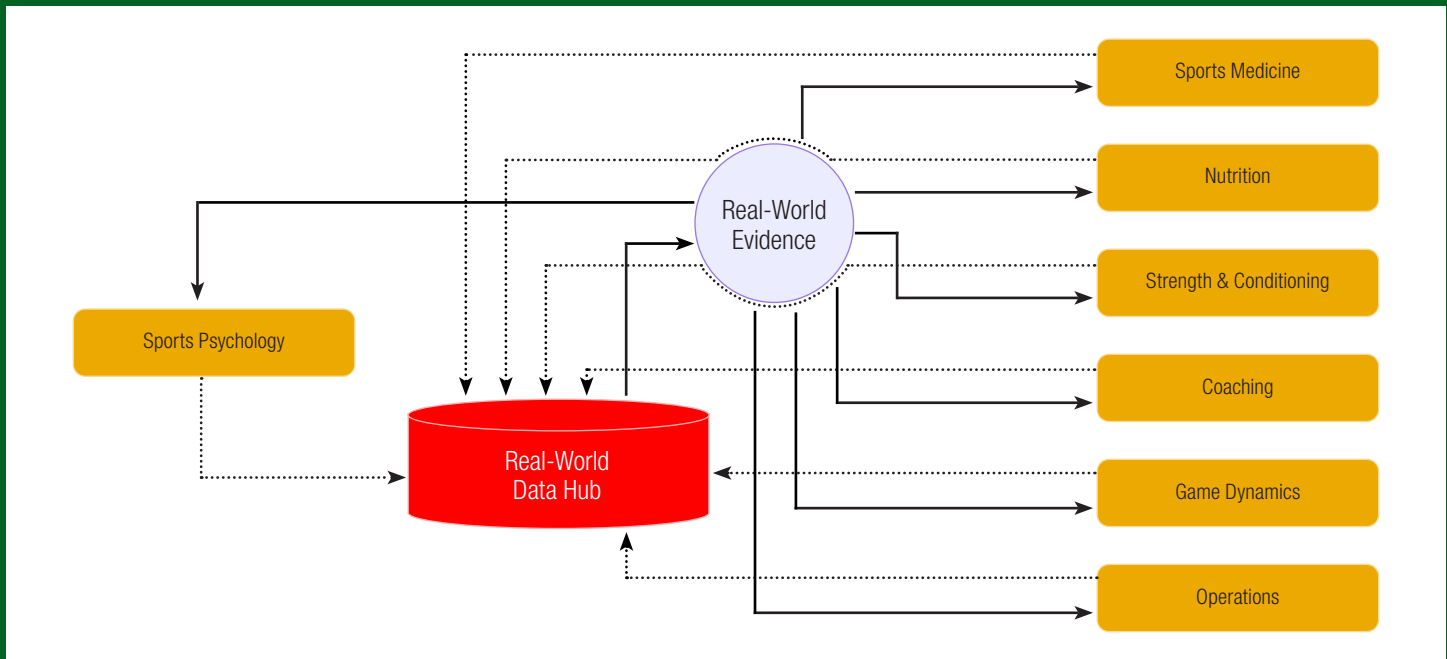 Sports Medicine
Nutrition
Real-World
Evidence
Strength & Conditioning
Sports Psychology
Coaching
Real-World
Data Hub
Game Dynamics
Operations